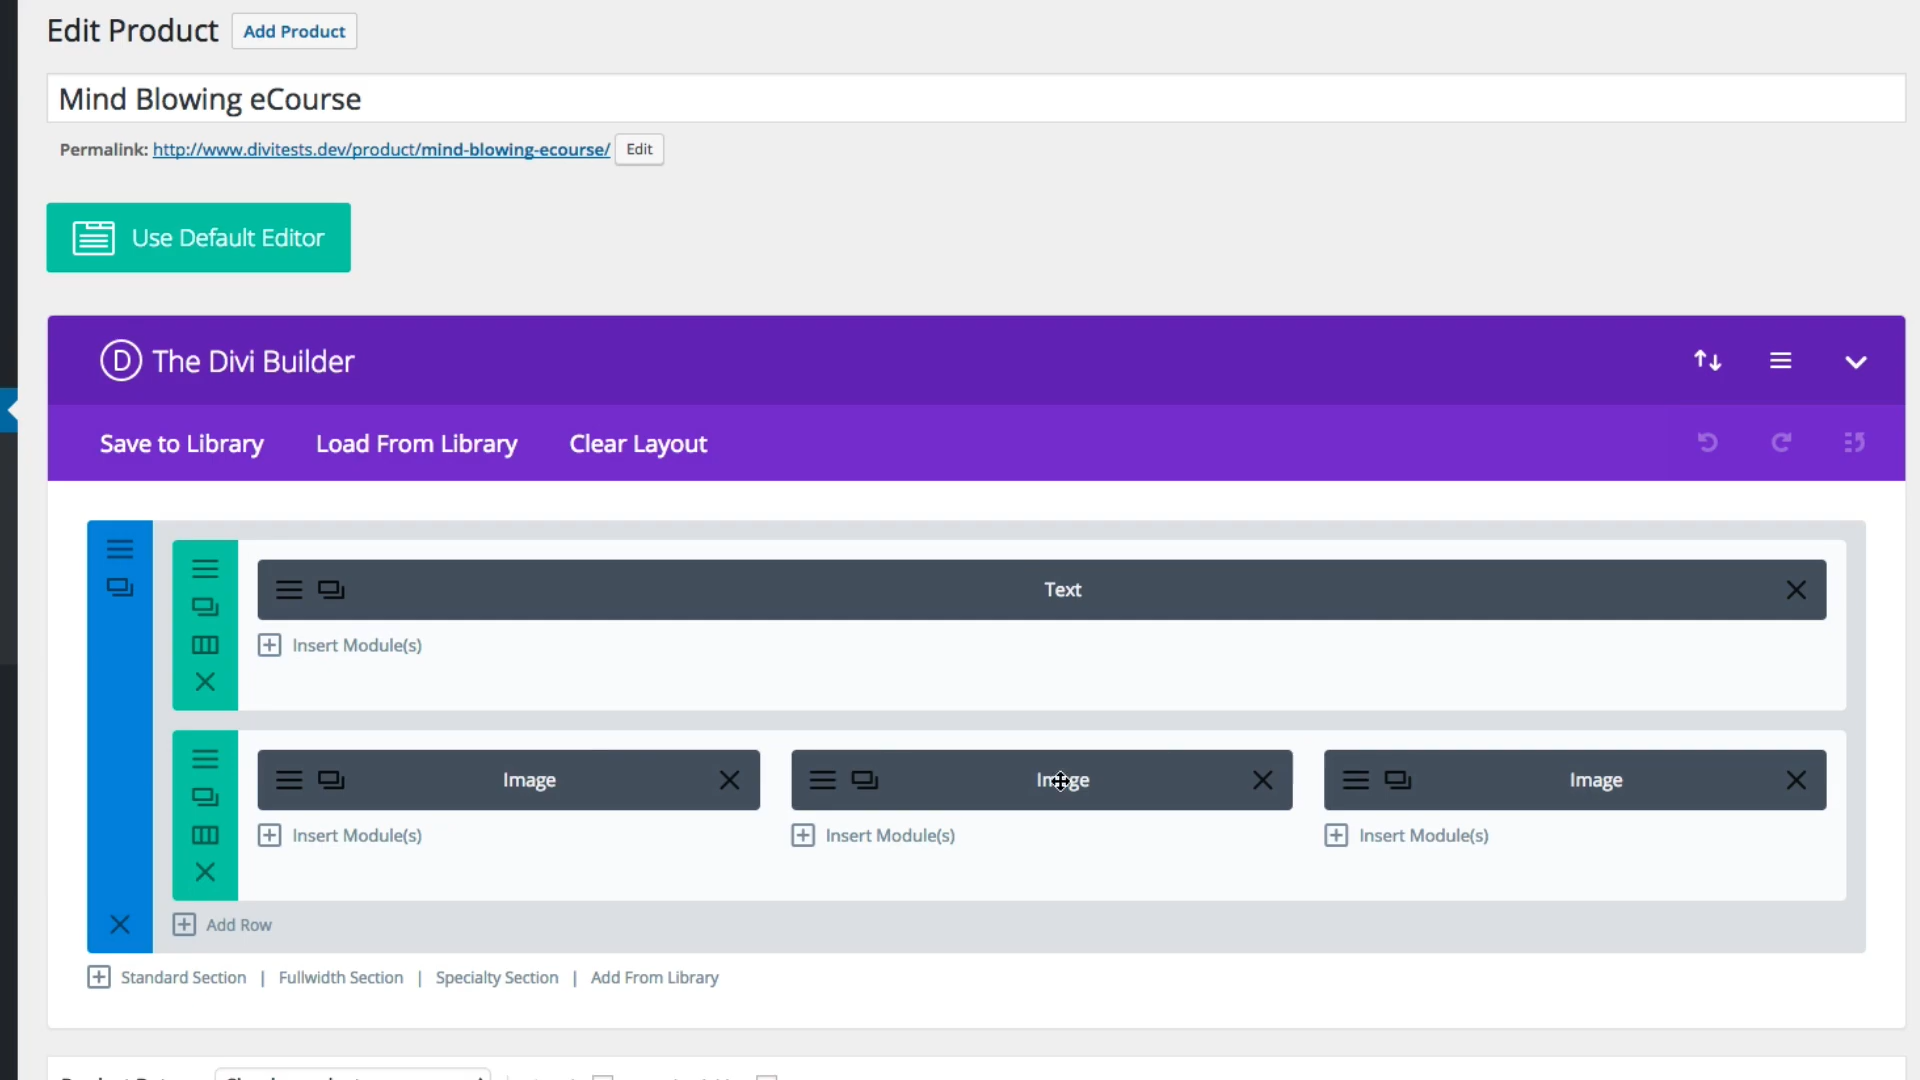 Edit Product Add Product
Mind Blowing eCourse
Permalink: http://www.divitests.dev/product/mind-blowing-ecourse/ Edit
Use Default Editor
D The Divi Builder
Save to Library Load From Library Clear Layout
Text
Insert Module(s)
Image Image Image
Insert Module(s) Insert Module(s) Insert Module(s)
Add Row
Standard Section | Fullwidth Section | Specialty Section | Add From Library